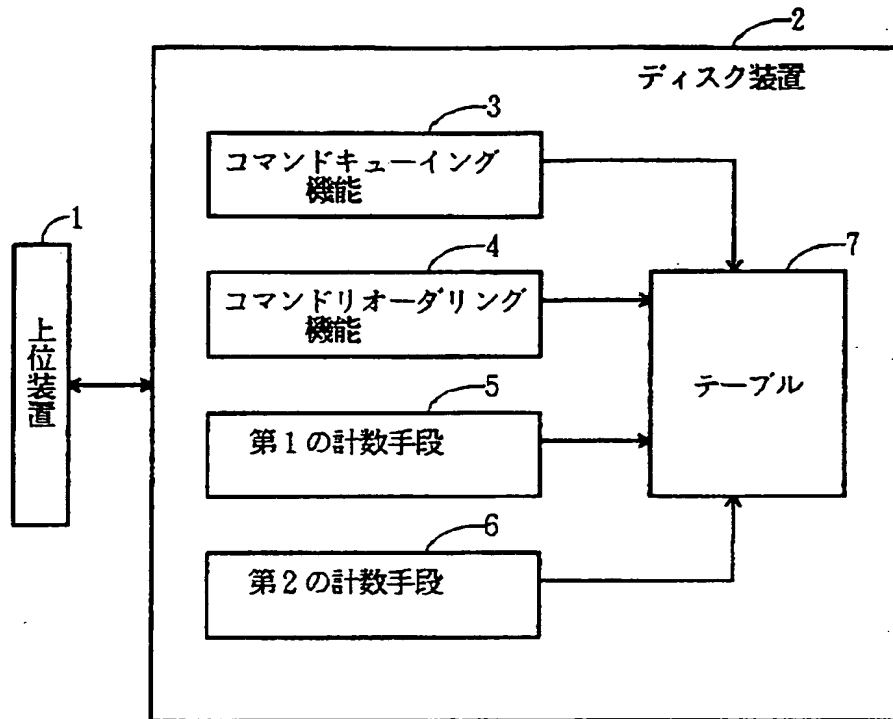 2
ディスク装置
3
コマンドキューイング
機能
1
4
7
コマンドリオーダリング
機能
上位装置
テーブル
5
第1の計数手段
6
第2の計数手段